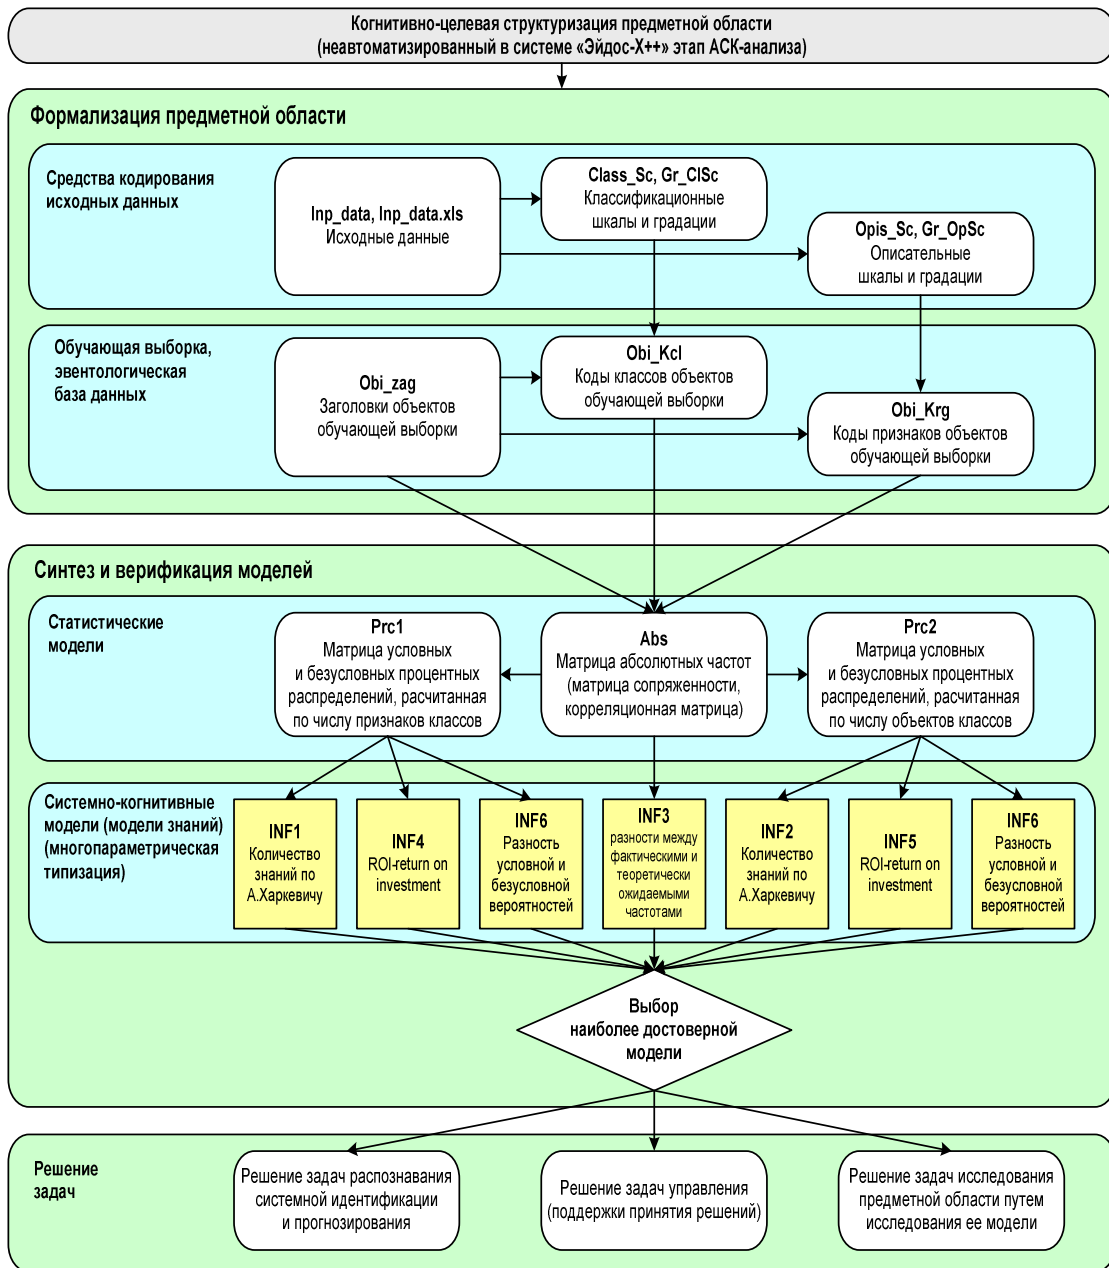 Когнитивно-целевая структуризация предметной области
(неавтоматизированный в системе «Эйдос-Х++» этап АСК-анализа)
Формализация предметной области
Средства кодирования
исходных данных
Inp_data, Inp_data.xls
Исходные данные
Class_Sc, Gr_ClSc
Классификационные
шкалы и градации
Opis_Sc, Gr_OpSc
Описательные
шкалы и градации
Обучающая выборка,
эвентологическая
база данных
Obi_zag
Заголовки объектов
обучающей выборки
Obi_Kcl
Коды классов объектов
обучающей выборки
Obi_Krg
Коды признаков объектов
обучающей выборки
Синтез и верификация моделей
Статистические
модели
Prc1
Матрица условных
и безусловных процентных
распределений, расчитанная
по числу признаков классов
Abs
Матрица абсолютных частот
(матрица сопряженности,
корреляционная матрица)
Prc2
Матрица условных
и безусловных процентных
распределений, расчитанная
по числу объектов классов
Системно-когнитивные
модели (модели знаний)
(многопараметрическая
типизация)
INF1
Количество
знаний по
А.Харкевичу
INF4
ROI-return on
investment
INF6
Разность
условной и
безусловной
вероятностей
INF3
разности между
фактическими и
теоретически
ожидаемыми
частотами
INF2
Количество
знаний по
А.Харкевичу
INF5
ROI-return on
investment
INF6
Разность
условной и
безусловной
вероятностей
Выбор
наиболее достоверной
модели
Решение
задач
Решение задач распознавания
системной идентификации
и прогнозирования
Решение задач управления
(поддержки принятия решений)
Решение задач исследования
предметной области путем
исследования ее модели